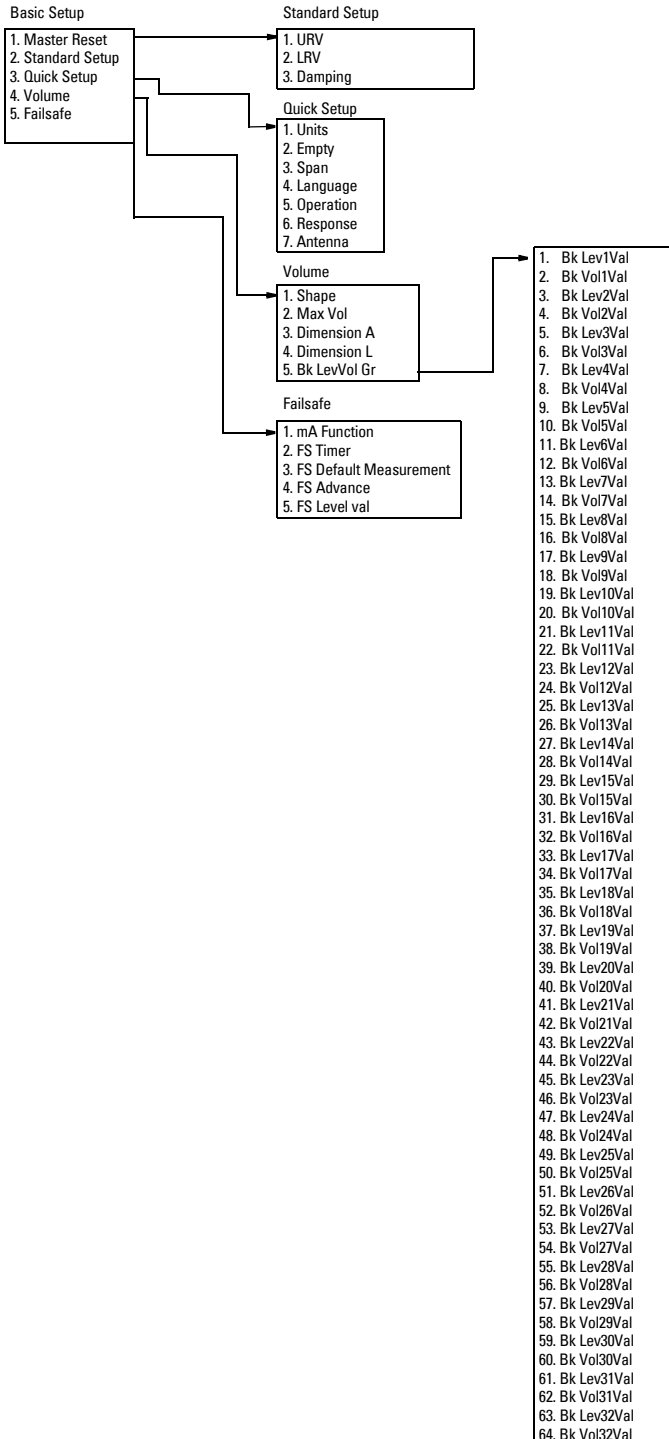 Basic Setup
1. Master Reset
2. Standard Setup
3. Quick Setup
4. Volume
5. Failsafe
Standard Setup
1. URV
2. LRV
3. Damping
Quick Setup
1. Units
2. Empty
3. Span
4. Language
5. Operation
6. Response
7. Antenna
Volume
1. Shape
2. Max Vol
3. Dimension A
4. Dimension L
5. Bk LevVol Gr
Failsafe
1. mA Function
2. FS Timer
3. FS Default Measurement
4. FS Advance
5. FS Level val
1. Bk Lev1Val
2. Bk Vol1Val
3. Bk Lev2Val
4. Bk Vol2Val
5. Bk Lev3Val
6. Bk Vol3Val
7. Bk Lev4Val
8. Bk Vol4Val
9. Bk Lev5Val
10. Bk Vol5Val
11. Bk Lev6Val
12. Bk Vol6Val
13. Bk Lev7Val
14. Bk Vol7Val
15. Bk Lev8Val
16. Bk Vol8Val
17. Bk Lev9Val
18. Bk Vol9Val
19. Bk Lev10Val
20. Bk Vol10Val
21. Bk Lev11Val
22. Bk Vol11Val
23. Bk Lev12Val
24. Bk Vol12Val
25. Bk Lev13Val
26. Bk Vol13Val
27. Bk Lev14Val
28. Bk Vol14Val
29. Bk Lev15Val
30. Bk Vol15Val
31. Bk Lev16Val
32. Bk Vol16Val
33. Bk Lev17Val
34. Bk Vol17Val
35. Bk Lev18Val
36. Bk Vol18Val
37. Bk Lev19Val
38. Bk Vol19Val
39. Bk Lev20Val
40. Bk Vol20Val
41. Bk Lev21Val
42. Bk Vol21Val
43. Bk Lev22Val
44. Bk Vol22Val
45. Bk Lev23Val
46. Bk Vol23Val
47. Bk Lev24Val
48. Bk Vol24Val
49. Bk Lev25Val
50. Bk Vol25Val
51. Bk Lev26Val
52. Bk Vol26Val
53. Bk Lev27Val
54. Bk Vol27Val
55. Bk Lev28Val
56. Bk Vol28Val
57. Bk Lev29Val
58. Bk Vol29Val
59. Bk Lev30Val
60. Bk Vol30Val
61. Bk Lev31Val
62. Bk Vol31Val
63. Bk Lev32Val
64. Bk Vol32Val